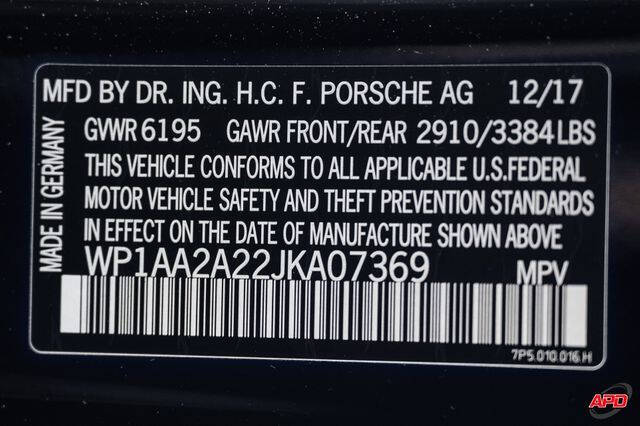 MFD BY DR. ING. H.C. F. PORSCHE AG 12/17
GVWR 6195 GAWR FRONT/REAR 2910/3384 LBS
THIS VEHICLE CONFORMS TO ALL APPLICABLE U.S.FEDERAL
MOTOR VEHICLE SAFETY AND THEFT PREVENTION STANDARDS
IN EFFECT ON THE DATE OF MANUFACTURE SHOWN ABOVE
MADE IN GERMANY
WP1AA2A22JKA07369 MPV
7P5.010.016.H
APD